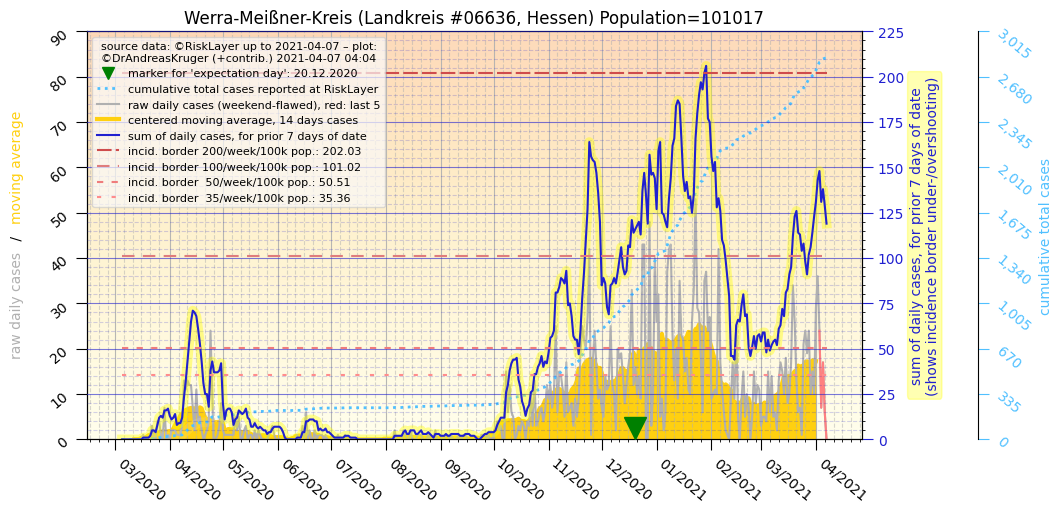 Werra-Meißner-Kreis (Landkreis #06636, Hessen) Population=101017
source data: ©RiskLayer up to 2021-04-07 – plot:
©DrAndreasKruger (+contrib.) 2021-04-07 04:04
marker for 'expectation day': 20.12.2020
cumulative total cases reported at RiskLayer
raw daily cases (weekend-flawed), red: last 5
centered moving average, 14 days cases
sum of daily cases, for prior 7 days of date
incid. border 200/week/100k pop.: 202.03
incid. border 100/week/100k pop.: 101.02
incid. border  50/week/100k pop.: 50.51
incid. border  35/week/100k pop.: 35.36
raw daily cases  /  moving average
90
80
70
60
50
40
30
20
10
0
03/2020
04/2020
05/2020
06/2020
07/2020
08/2020
09/2020
10/2020
11/2020
12/2020
01/2021
02/2021
03/2021
04/2021
225
200
175
150
125
100
75
50
25
0
sum of daily cases, for prior 7 days of date
(shows incidence border under-/overshooting)
3,015
2,680
2,345
2,010
1,675
1,340
1,005
670
335
0
cumulative total cases